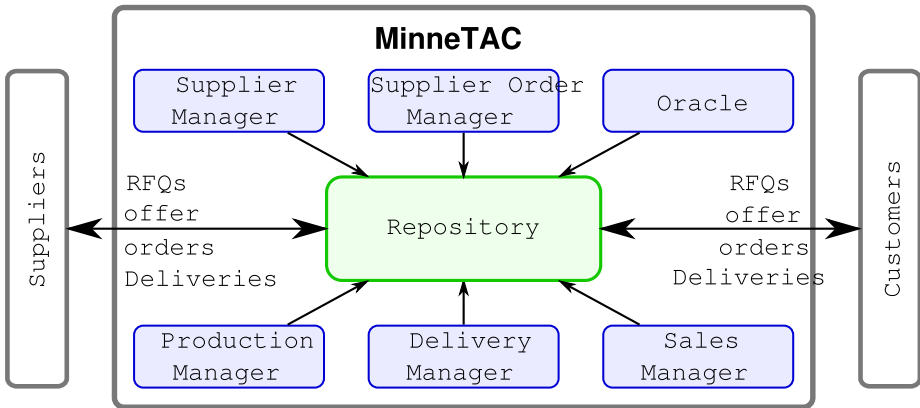 MinneTAC
Supplier
Manager
Supplier Order
Manager
Oracle
Suppliers
RFQs
offer
orders
Deliveries
Repository
RFQs
offer
orders
Deliveries
Customers
Production
Manager
Delivery
Manager
Sales
Manager